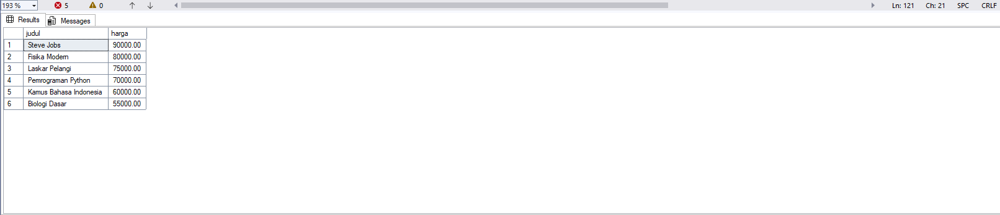 193 % 5 0 Ln: 121 Ch: 21 SPC CRLF
Results Messages
judul harga
1 Steve Jobs 90000.00
2 Fisika Modern 80000.00
3 Laskar Pelangi 75000.00
4 Pemrograman Python 70000.00
5 Kamus Bahasa Indonesia 60000.00
6 Biologi Dasar 55000.00